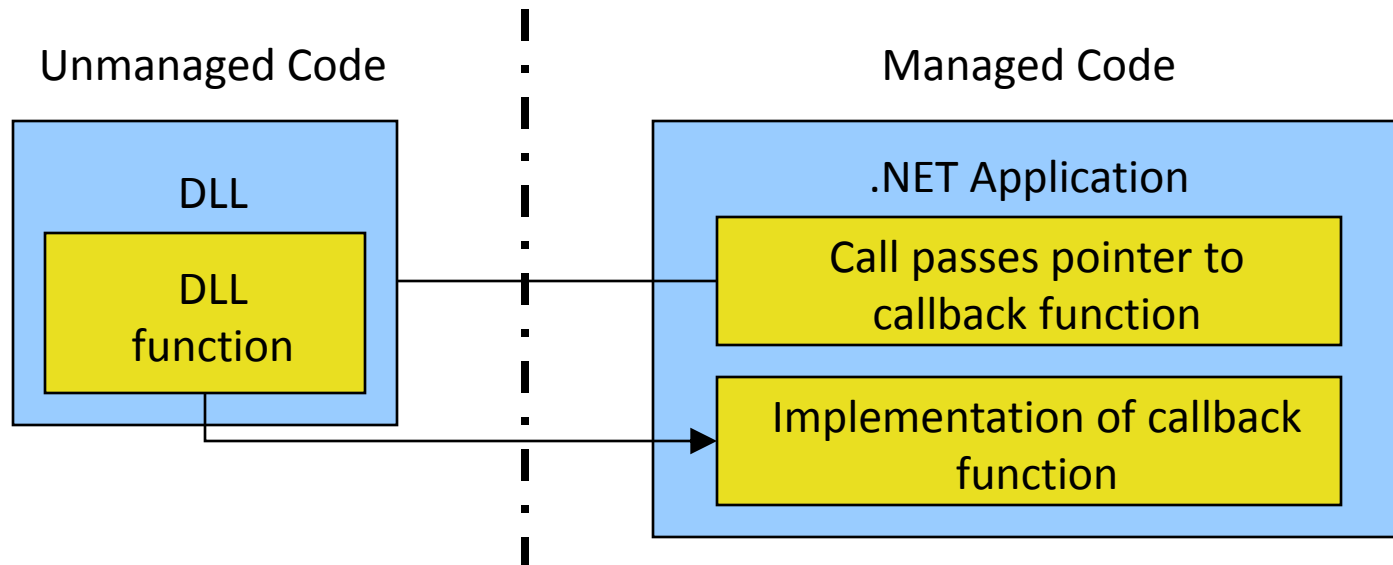 Unmanaged Code
Managed Code
DLL
DLL
function
.NET Application
Call passes pointer to
callback function
Implementation of callback
function